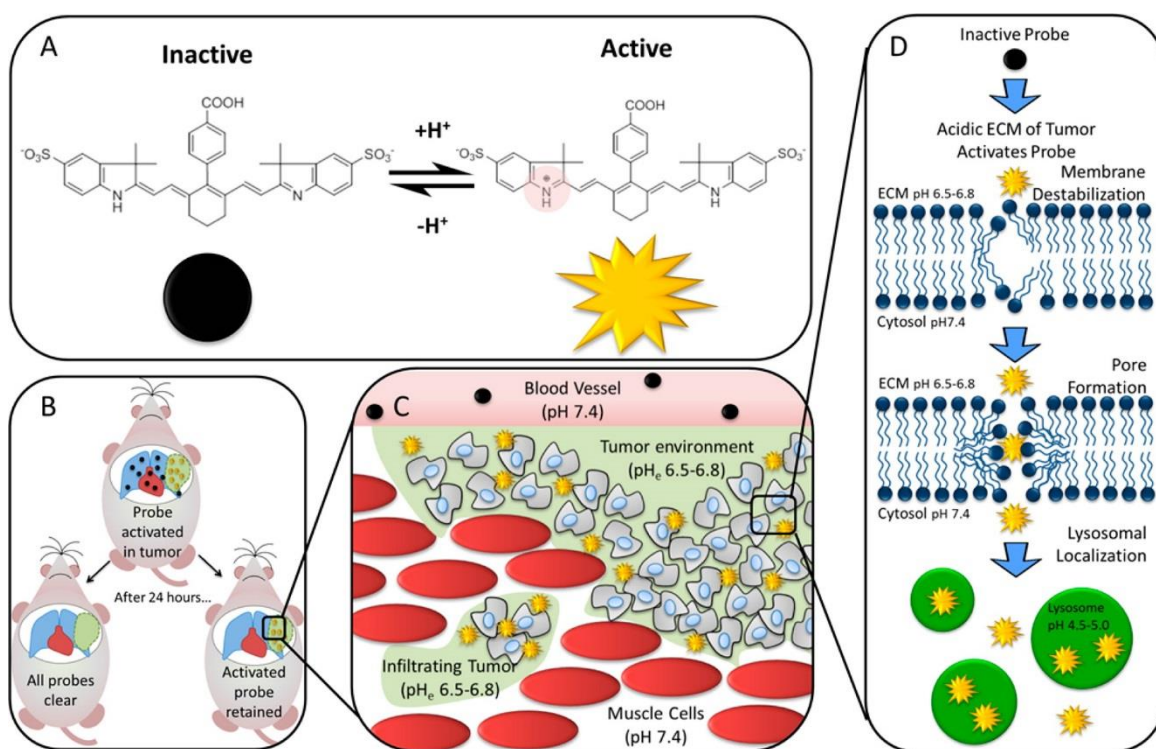 A
Inactive
Active
COOH
COOH
⁻O₃S
SO₃⁻
+H⁺
⁻O₃S
SO₃⁻
N
H
N
-H⁺
N
H
N
H
B
Probe
activated
in tumor
After 24 hours...
All probes
clear
Activated
probe
retained
C
Blood Vessel
(pH 7.4)
Tumor environment
(pHₑ 6.5-6.8)
Infiltrating Tumor
(pHₑ 6.5-6.8)
Muscle Cells
(pH 7.4)
D
Inactive Probe
Acidic ECM of Tumor
Activates Probe
Membrane
Destabilization
ECM pH 6.5-6.8
Cytosol pH7.4
Pore
Formation
ECM pH 6.5-6.8
Cytosol pH 7.4
Lysosomal
Localization
Lysosome
pH 4.5-5.0